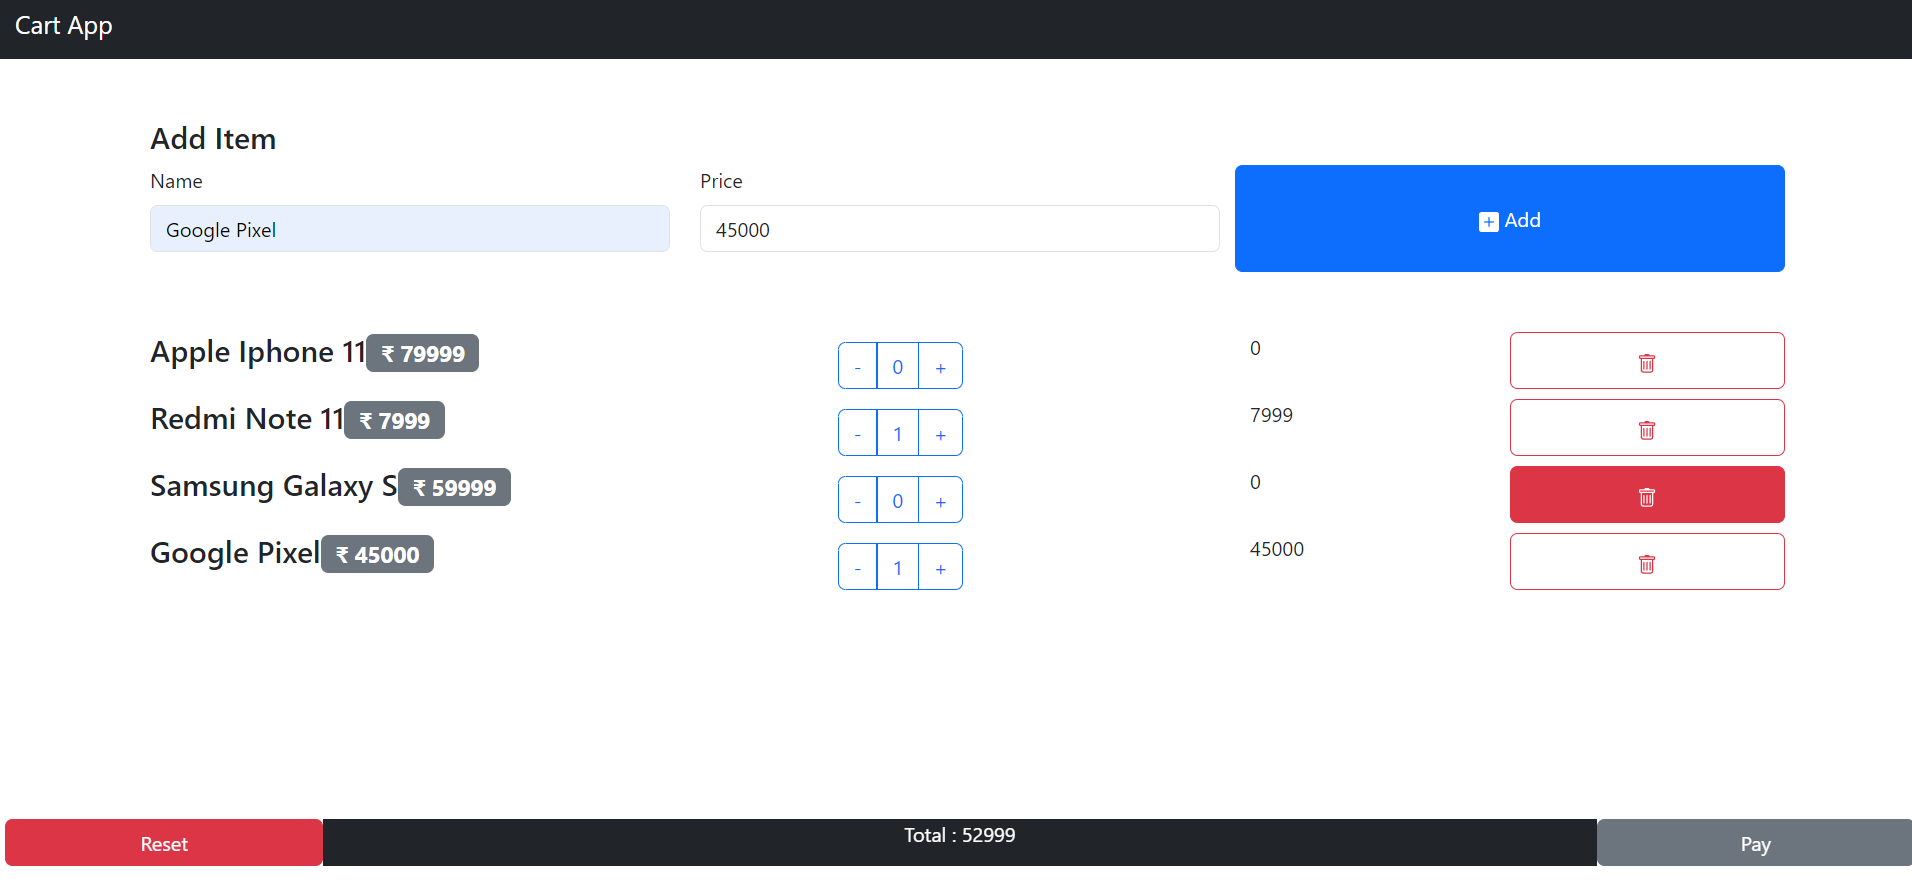 Cart App
Add Item
Name Price
Google Pixel 45000 Add
Apple Iphone 11 ₹ 79999 - 0 + 0
Redmi Note 11 ₹ 7999 - 1 + 7999
Samsung Galaxy S ₹ 59999 - 0 + 0
Google Pixel ₹ 45000 - 1 + 45000
Reset Total : 52999 Pay